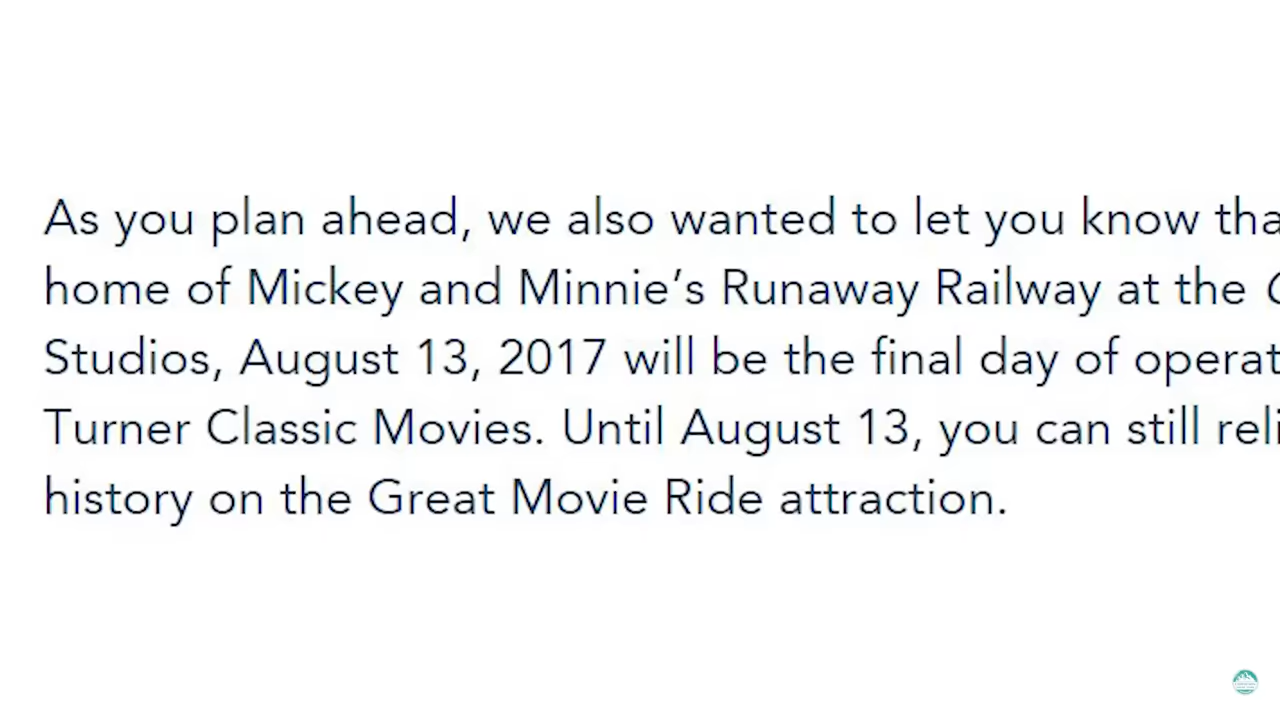 As you plan ahead, we also wanted to let you know tha
home of Mickey and Minnie’s Runaway Railway at the
Studios, August 13, 2017 will be the final day of operat
Turner Classic Movies. Until August 13, you can still reli
history on the Great Movie Ride attraction.